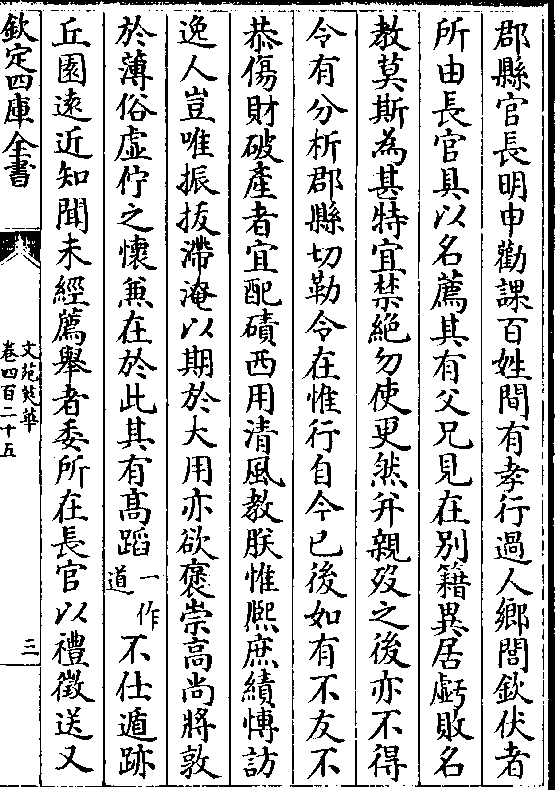 郡縣官長明申勸課百姓間有孝行過人鄉閭欽伏者
所由長官具以名薦其有父兄見在别籍異居虧敗名
教莫斯為甚特宜禁絶勿使更然并親歿之後亦不得
令有分析郡縣切勒令在惟行自今已後如有不友不
恭傷財破產者宜配磧西用清風教朕惟熈庶績慱訪
逸人豈唯振拔滯淹以期於大用亦欲褒崇高尚將敦
於薄俗虚佇之懷兼在於此其有髙蹈一作道不仕遁跡
丘園逺近知聞未經薦舉者委所在長官以禮徵送又
欽定四庫全書
文苑英華
卷四百二十五
三